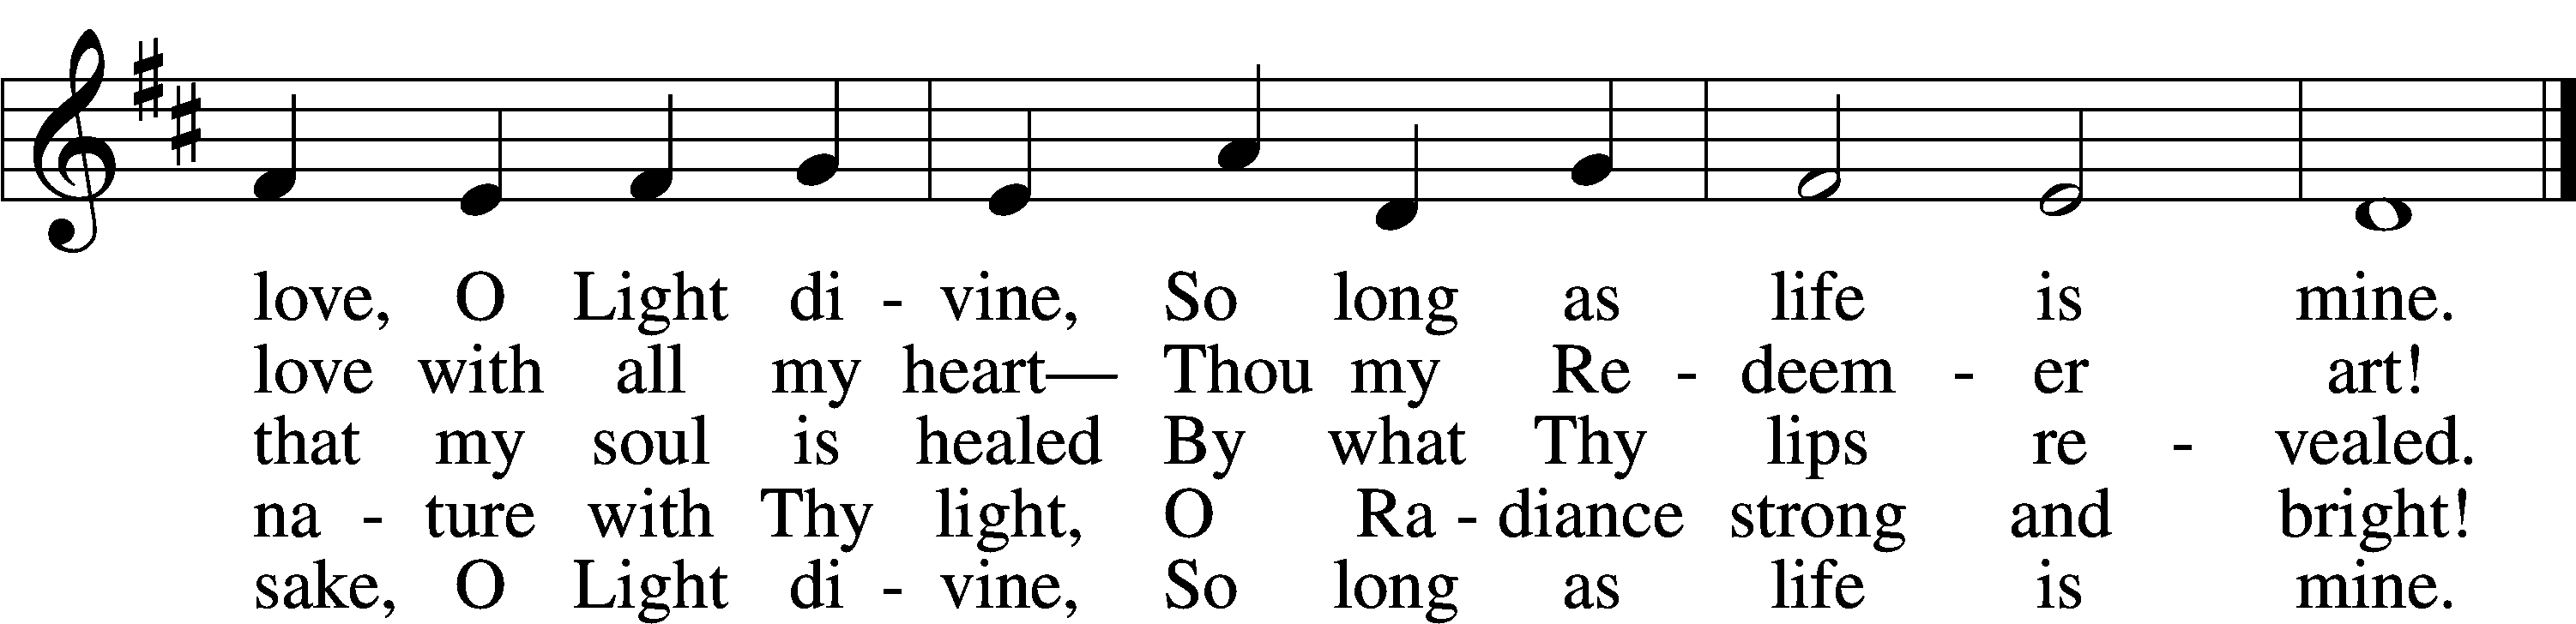 love, O Light di - vine, So long as life is mine.
love with all my heart— Thou my Re - deem - er art!
that my soul is healed By what Thy lips re - vealed.
na - ture with Thy light, O Ra - diance strong and bright!
sake, O Light di - vine, So long as life is mine.